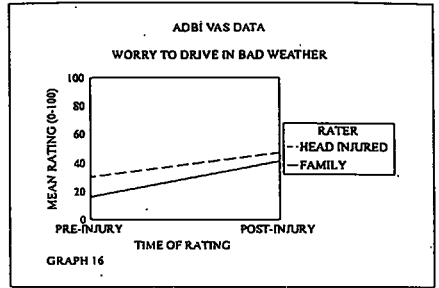 ADBİ VAS DATA
WORRY TO DRIVE IN BAD WEATHER
MEAN RATING (0-100)
100
80
60
40
20
0
PRE-INJURY
POST-INJURY
TIME OF RATING
RATER
HEAD INJURED
FAMILY
GRAPH 16